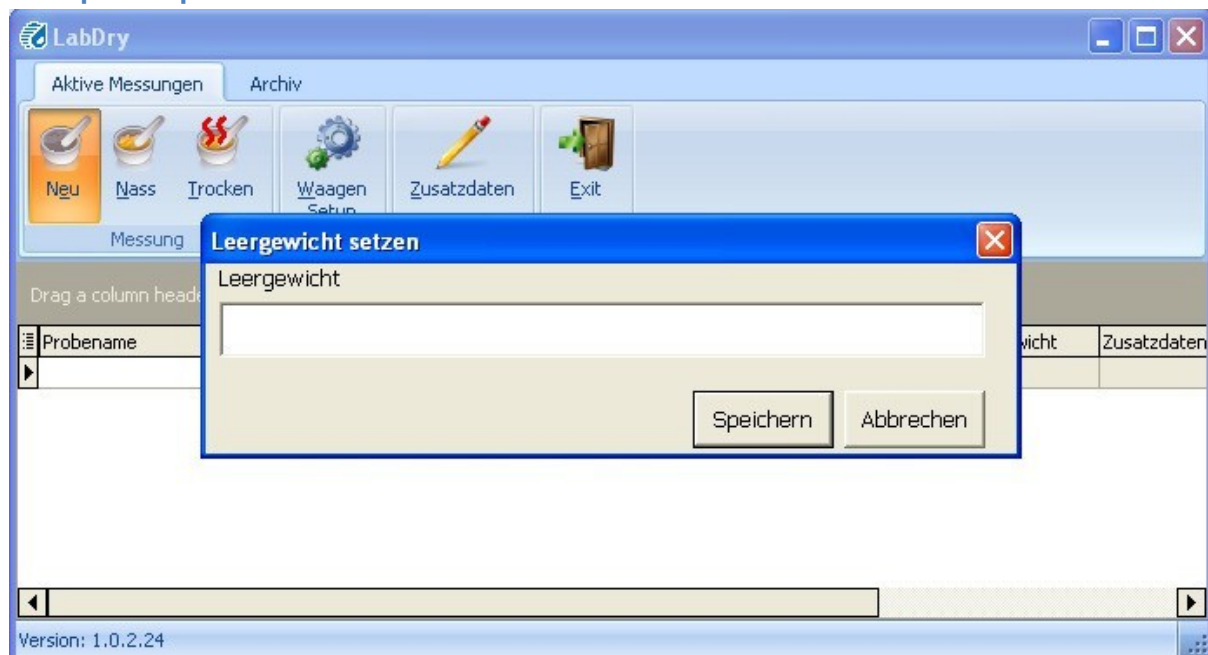 LabDry
Aktive Messungen Archiv
Neu Nass Trocken Waagen Zusatzdaten Exit
Setup
Messung
Leergewicht setzen
Leergewicht
Drag a column heade
Probename wicht Zusatzdaten
Speichern Abbrechen
Version: 1.0.2.24